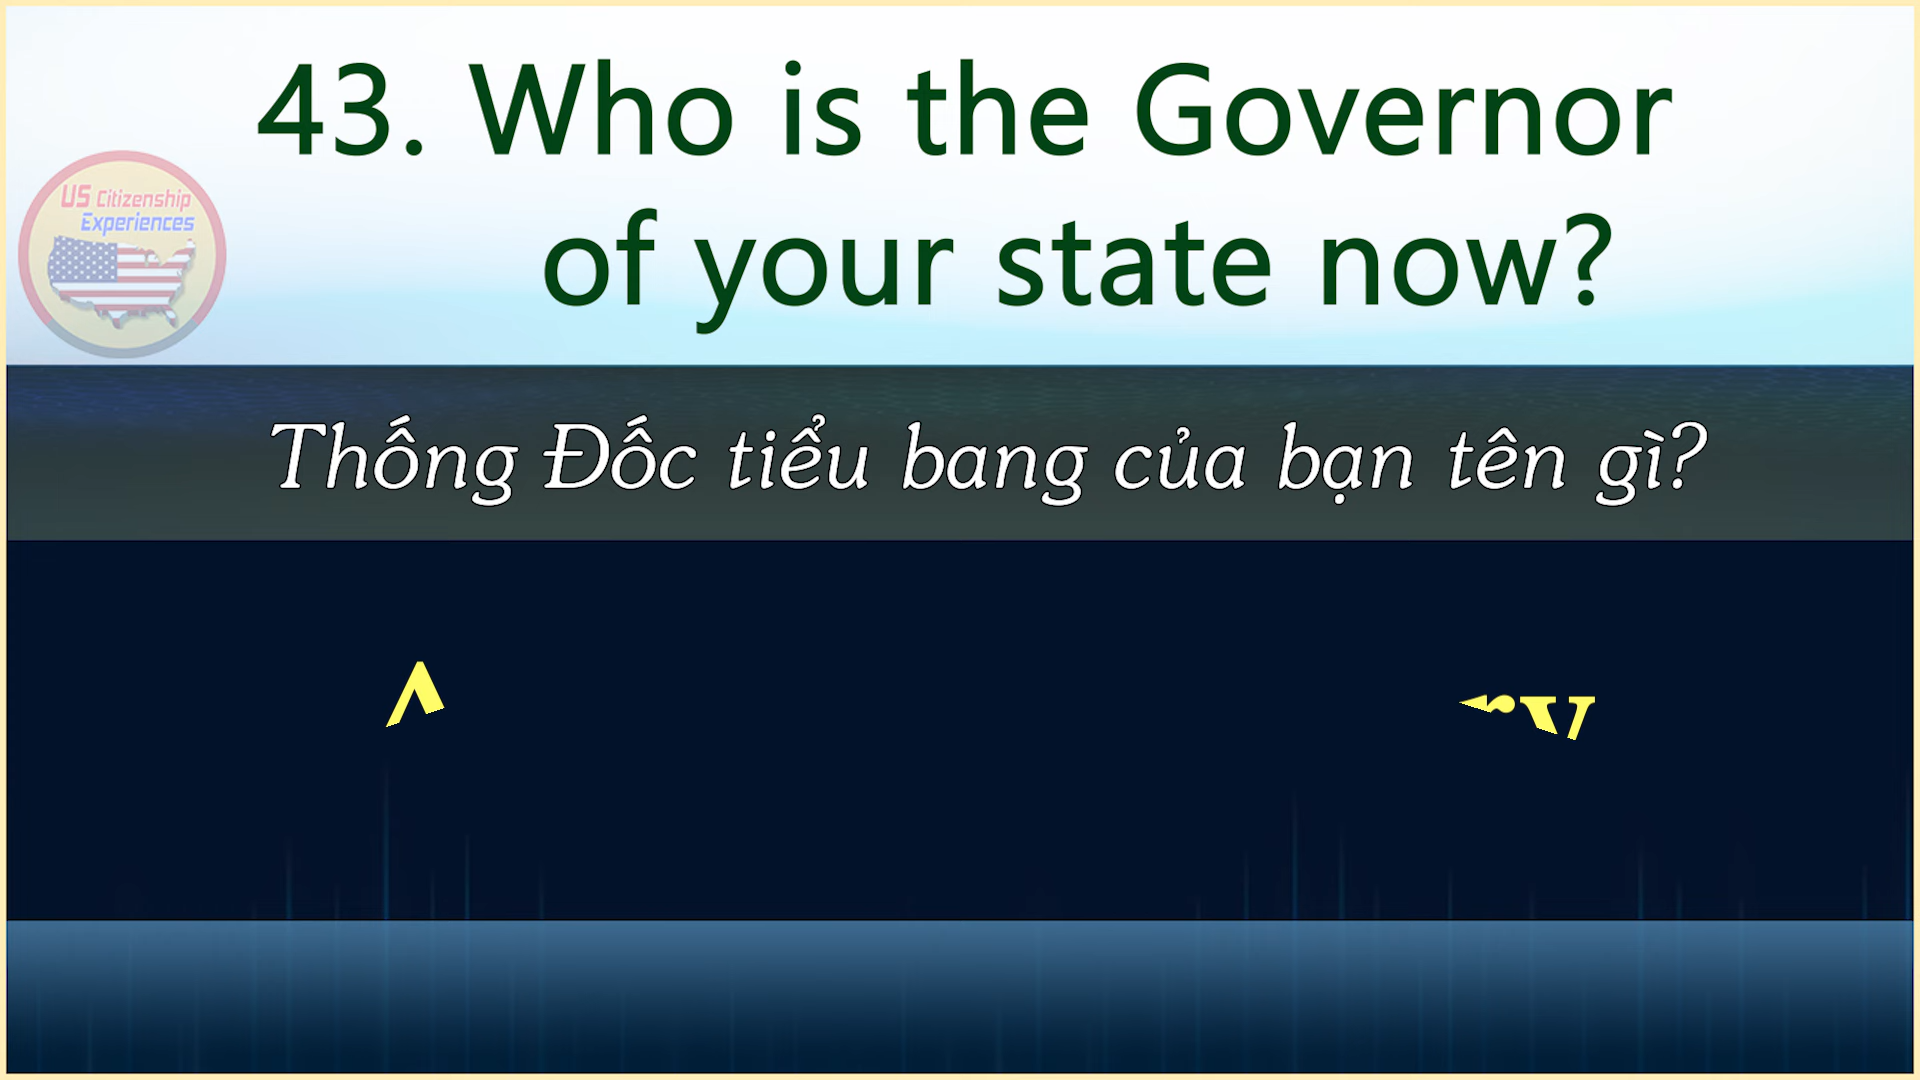 43. Who is the Governor
of your state now?
US Citizenship
Experiences
Thống Đốc tiểu bang của bạn tên gì?